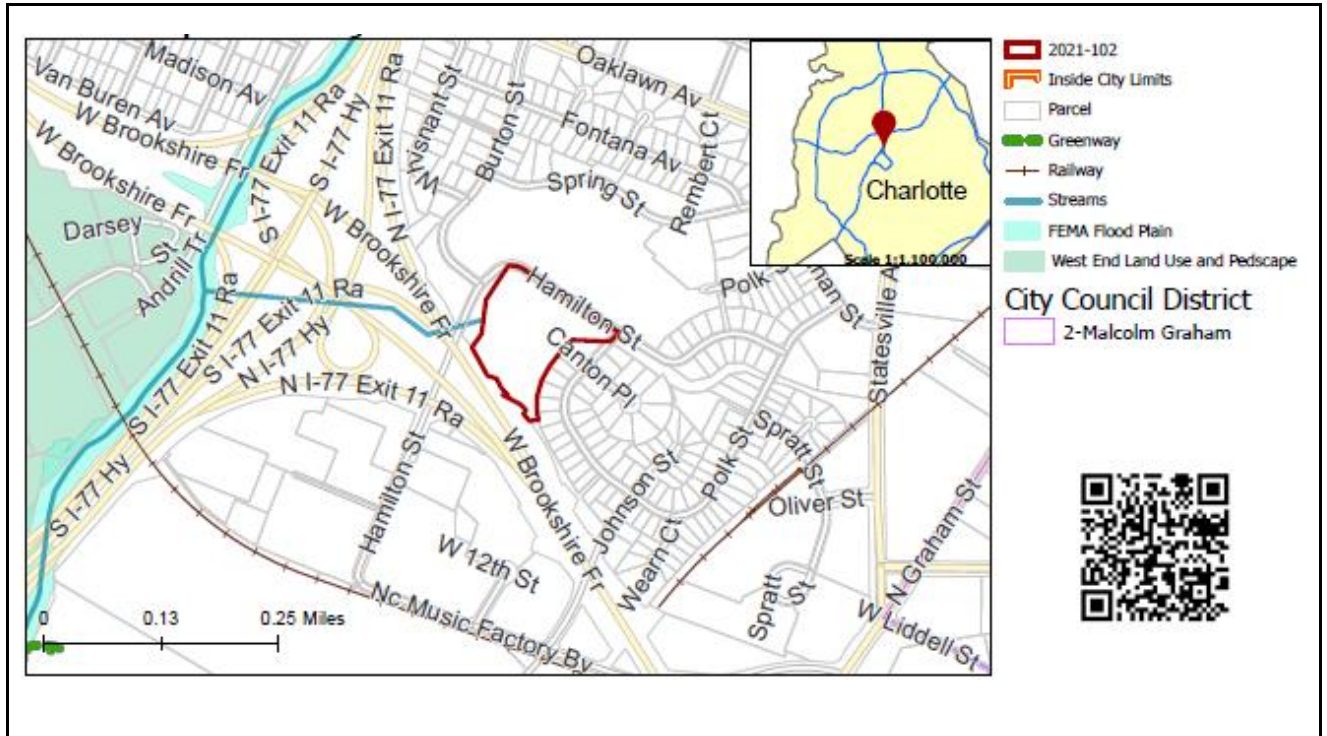 Madison Av
Van Buren Av
W Brookshire Fr
W Brookshire Fr
Darsey St
Andrill Tr
S I-77 Exit 11 Ra
S I-77 Exit 11 Ra
S I-77 Hy
N I-77 Exit 11 Ra
Wisnant St
Burton St
Oaklawn Av
Fontana Av
Spring St
Rembert Ct
W Brookshire Fr
S I-77 Exit 11 Ra
S I-77 Exit 11 Ra
N I-77 Hy
N I-77 Exit 11 Ra
S I-77 Hy
Hamilton St
Canton Pl
Polk
Statesville A
Hamilton St
W Brookshire Fr
Johnson St
Polk St
Spratt St
Oliver St
Wearn Ct
Spratt St
N Graham St
W Liddell St
W 12th St
Nc Music Factory Bv
0 0.13 0.25 Miles
Charlotte
Scale 1:1,100,000
2021-102
Inside City Limits
Parcel
Greenway
Railway
Streams
FEMA Flood Plain
West End Land Use and Pedscape
City Council District
2-Malcolm Graham